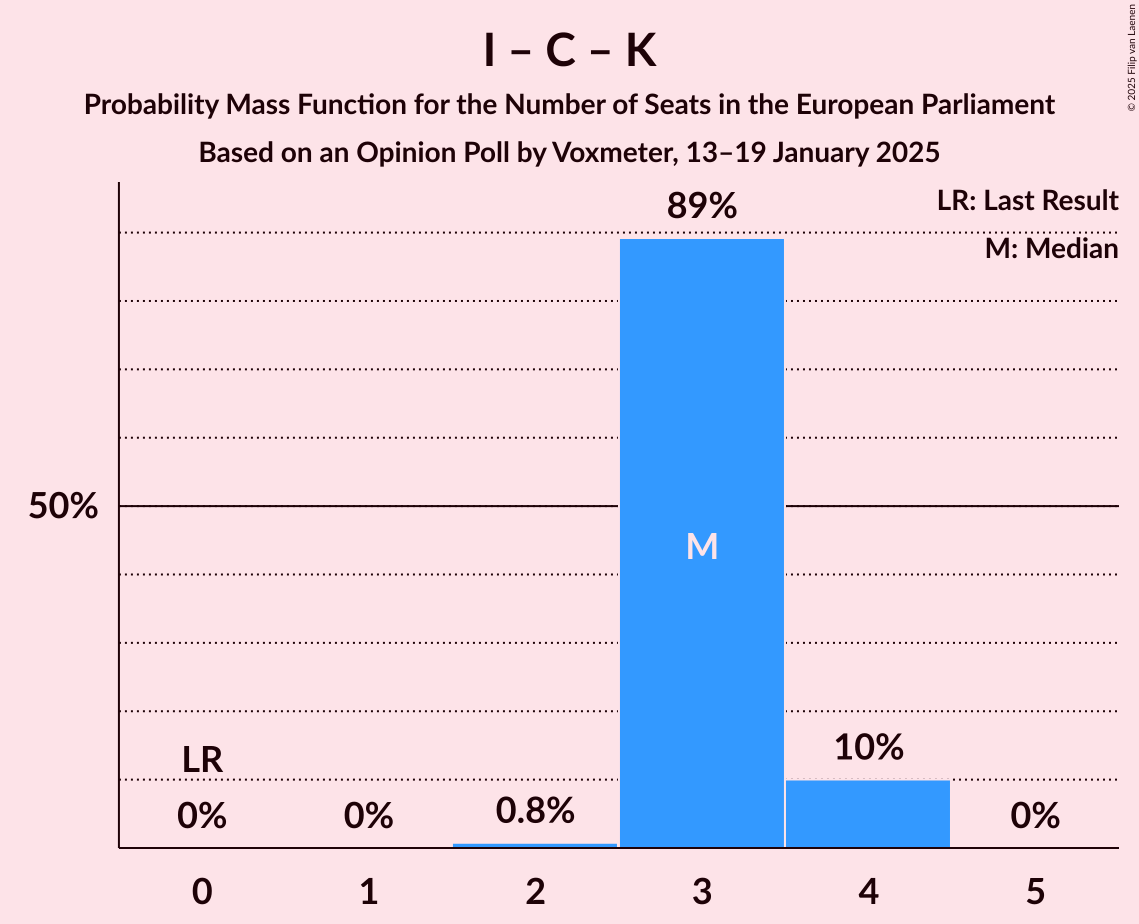 I – C – K
Probability Mass Function for the Number of Seats in the European Parliament
Based on an Opinion Poll by Voxmeter, 13–19 January 2025
© 2025 Filip van Laenen
LR: Last Result
M: Median
89%
50%
M
LR
10%
0%
0%
0.8%
0%
0
1
2
3
4
5